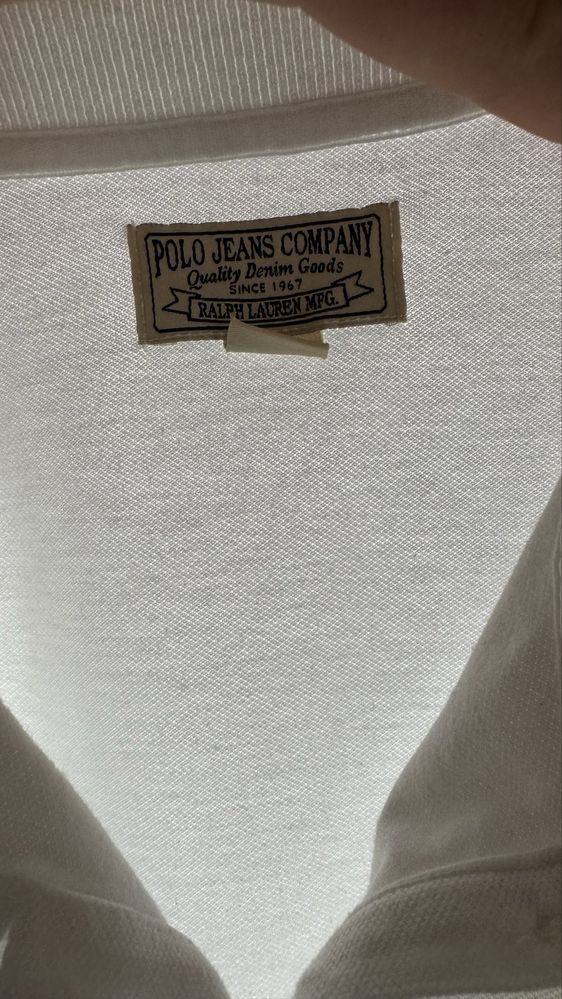 POLO JEANS COMPANY
Quality Denim Goods
SINCE 1967
RALPH LAUREN MFG.